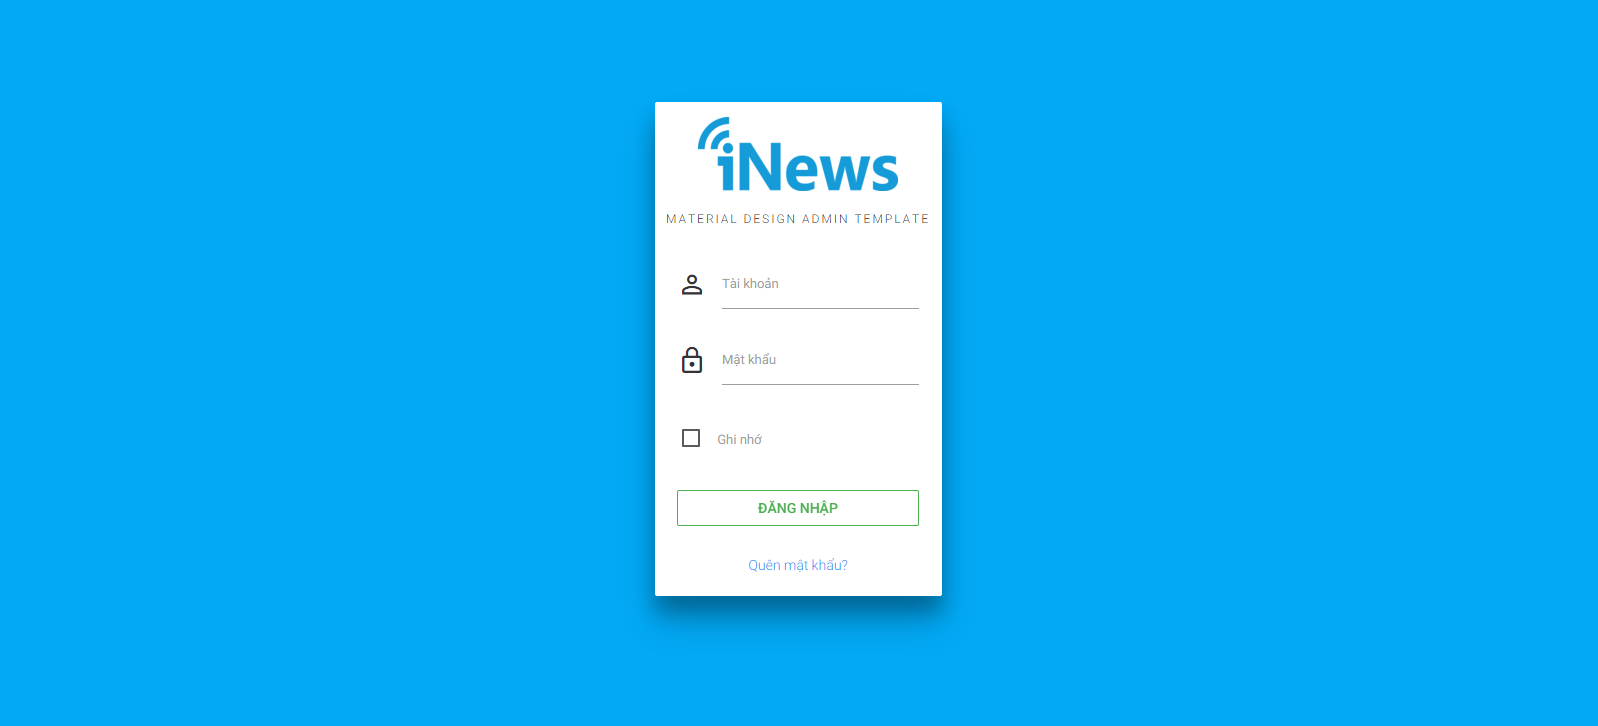 iNews
MATERIAL DESIGN ADMIN TEMPLATE
Tài khoản
Mật khẩu
Ghi nhớ
ĐĂNG NHẬP
Quên mật khẩu?